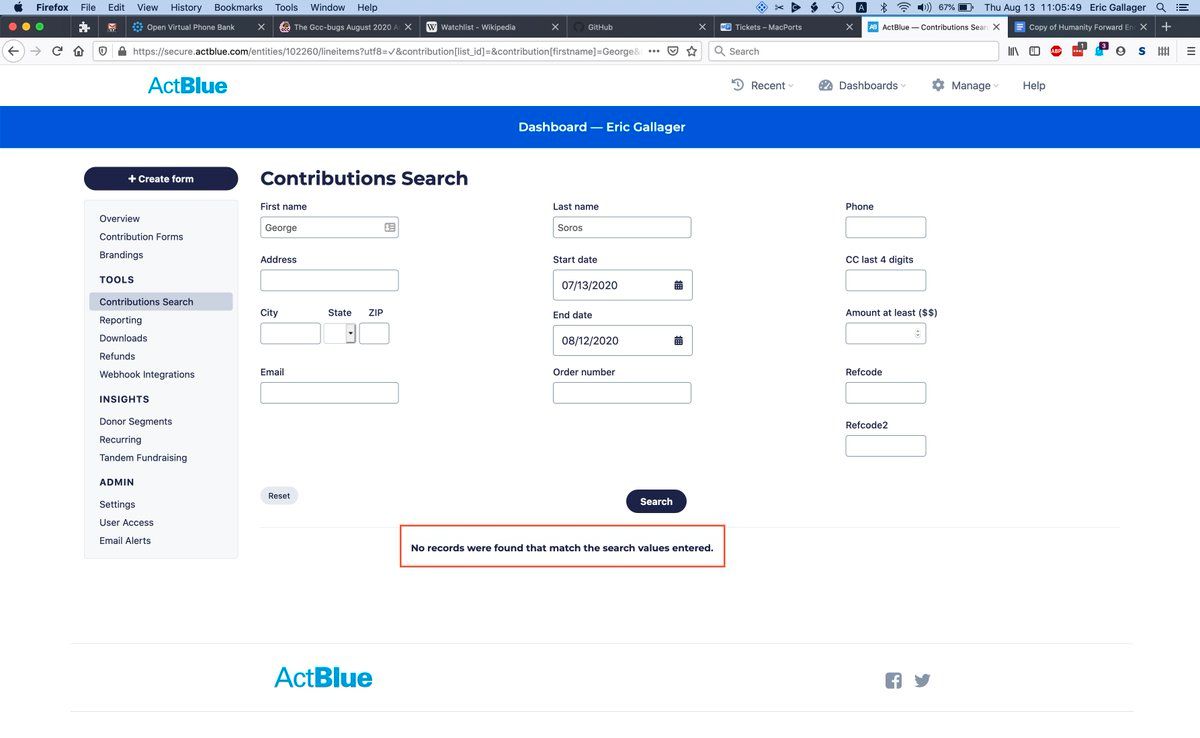 Firefox File Edit View History Bookmarks Tools Window Help 67% Thu Aug 13 11:05:49 Eric Gallager
Open Virtual Phone Bank The Gcc-bugs August 2020 A Watchlist - Wikipedia GitHub Tickets – MacPorts ActBlue — Contributions Sear Copy of Humanity Forward En
https://secure.actblue.com/entities/102260/lineitems?utf8=✓&contribution[list_id]=&contribution[firstname]=George& Search
ActBlue Recent Dashboards Manage Help
Dashboard — Eric Gallager
+ Create form
Overview
Contribution Forms
Brandings
TOOLS
Contributions Search
Reporting
Downloads
Refunds
Webhook Integrations
INSIGHTS
Donor Segments
Recurring
Tandem Fundraising
ADMIN
Settings
User Access
Email Alerts
Contributions Search
First name Last name Phone
George Soros
Address Start date CC last 4 digits
07/13/2020
City State ZIP End date Amount at least ($$)
08/12/2020
Email Order number Refcode
Refcode2
Reset Search
No records were found that match the search values entered.
ActBlue